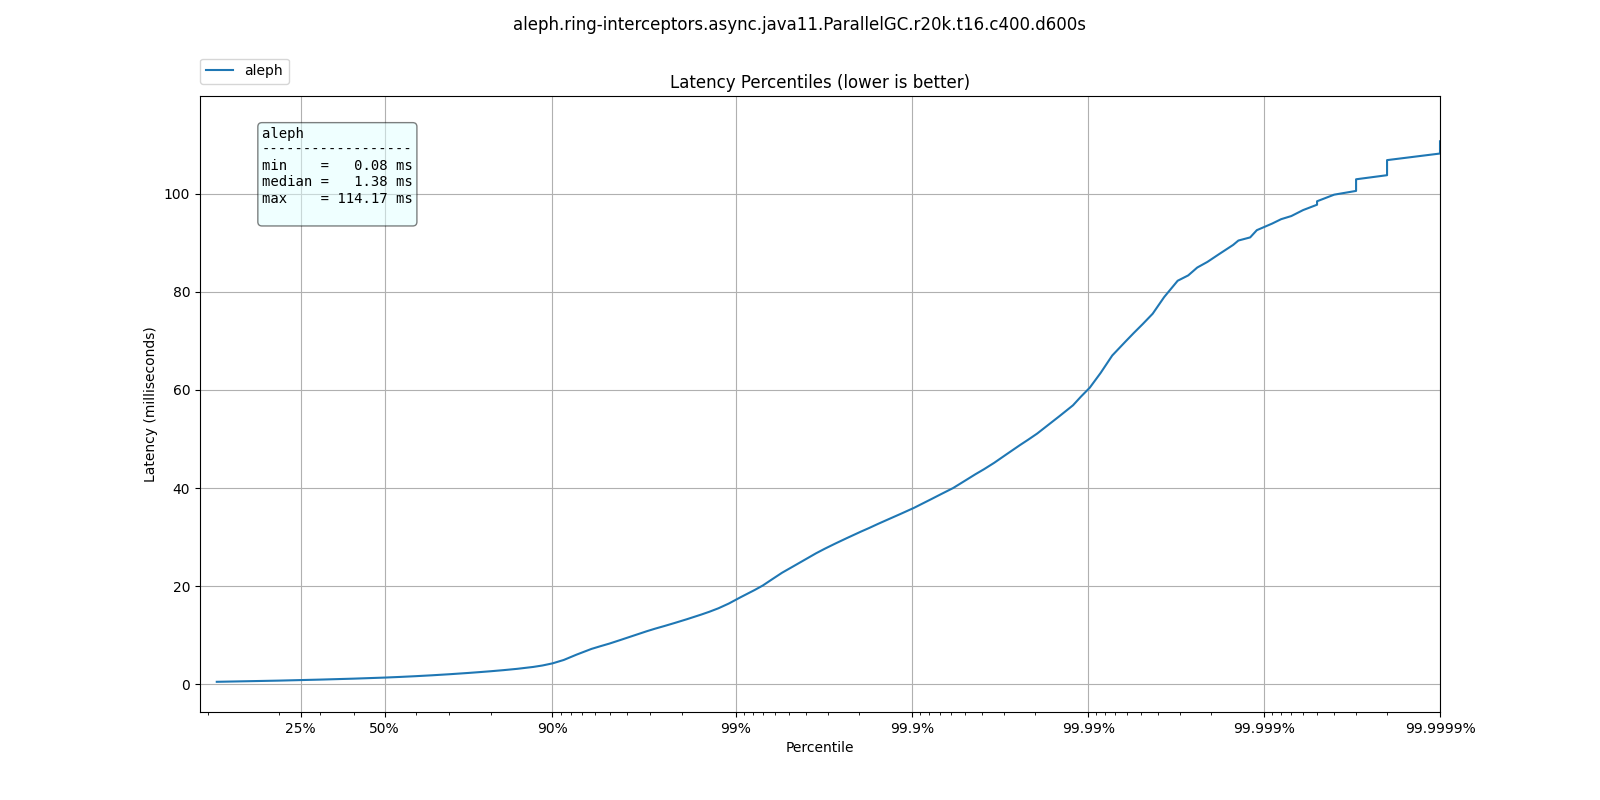 aleph.ring-interceptors.async.java11.ParallelGC.r20k.t16.c400.d600s
aleph
Latency Percentiles (lower is better)
aleph
------------------
min    =   0.08 ms
median =   1.38 ms
max    = 114.17 ms
100
80
60
40
20
0
Latency (milliseconds)
25% 50% 90% 99% 99.9% 99.99% 99.999% 99.9999%
Percentile